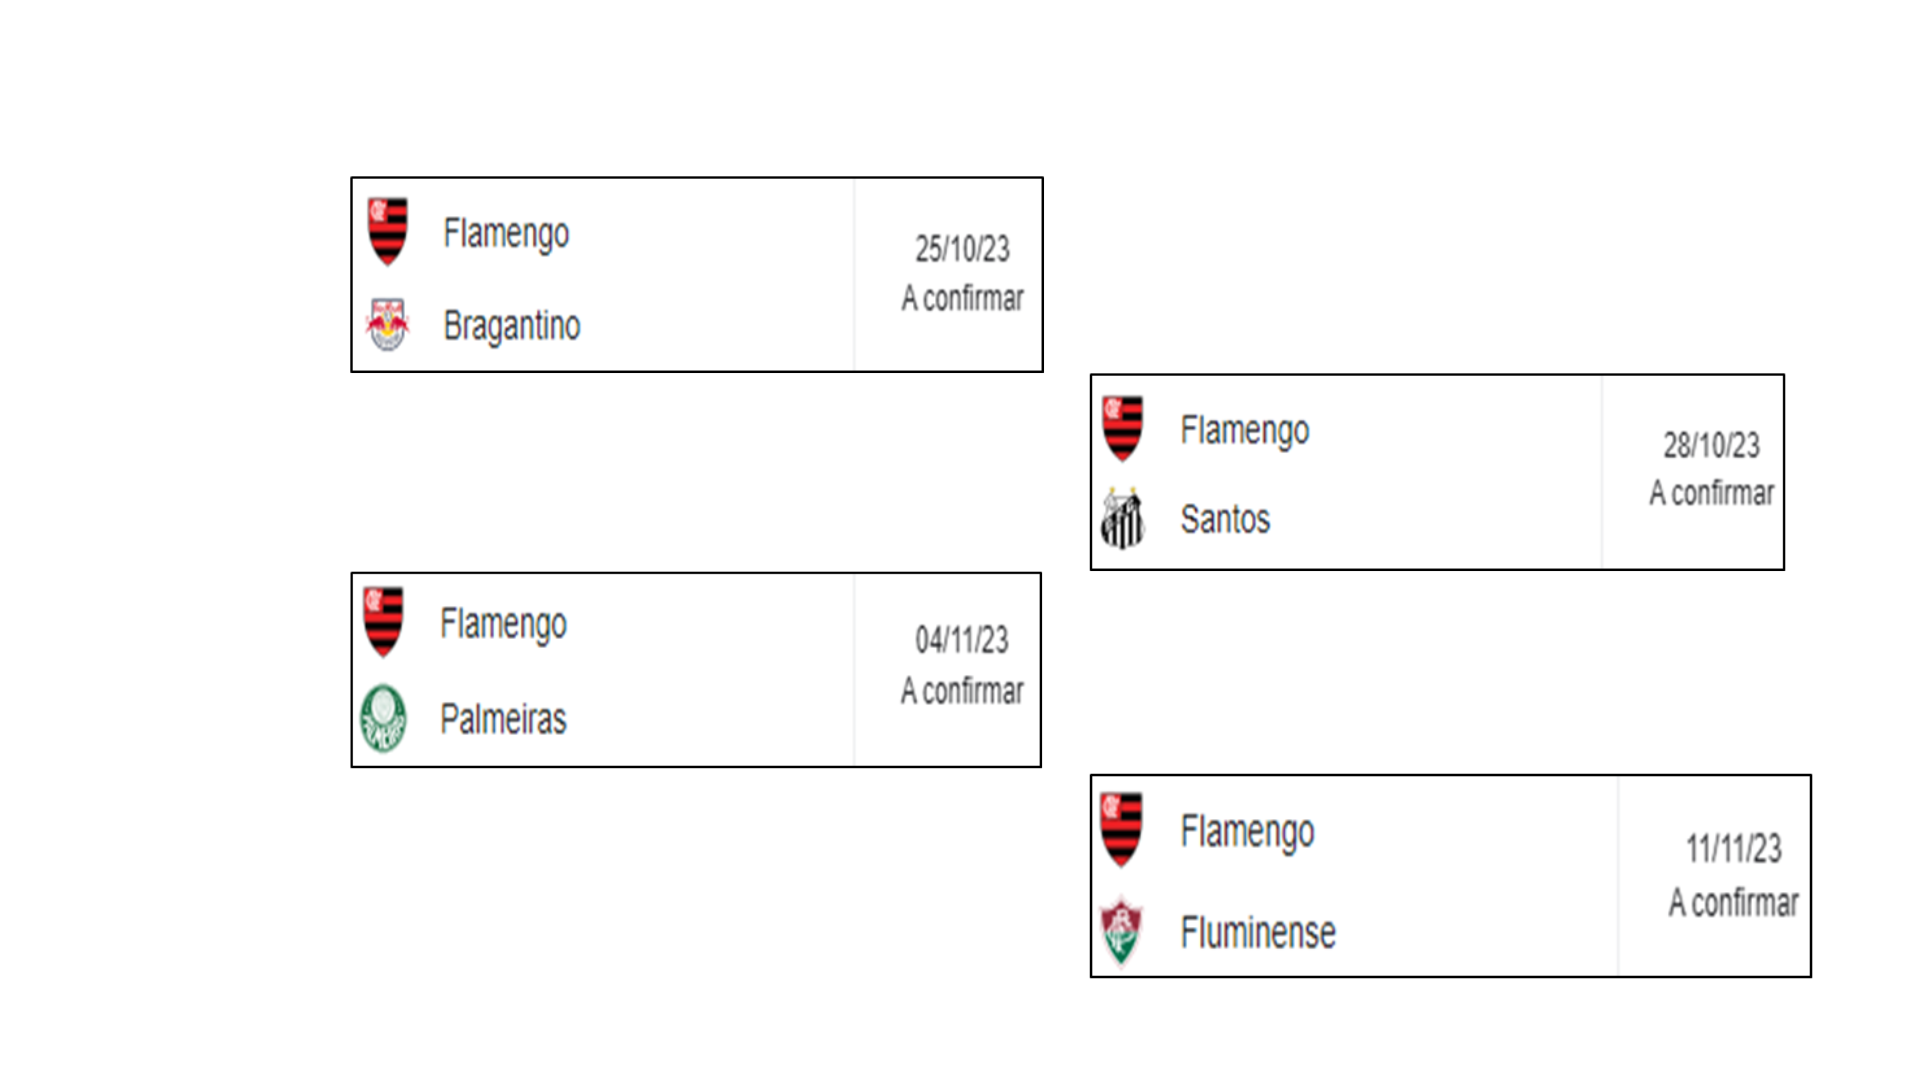 Flamengo
25/10/23
A confirmar
Bragantino
Flamengo
28/10/23
A confirmar
Santos
Flamengo
04/11/23
A confirmar
Palmeiras
Flamengo
11/11/23
A confirmar
Fluminense